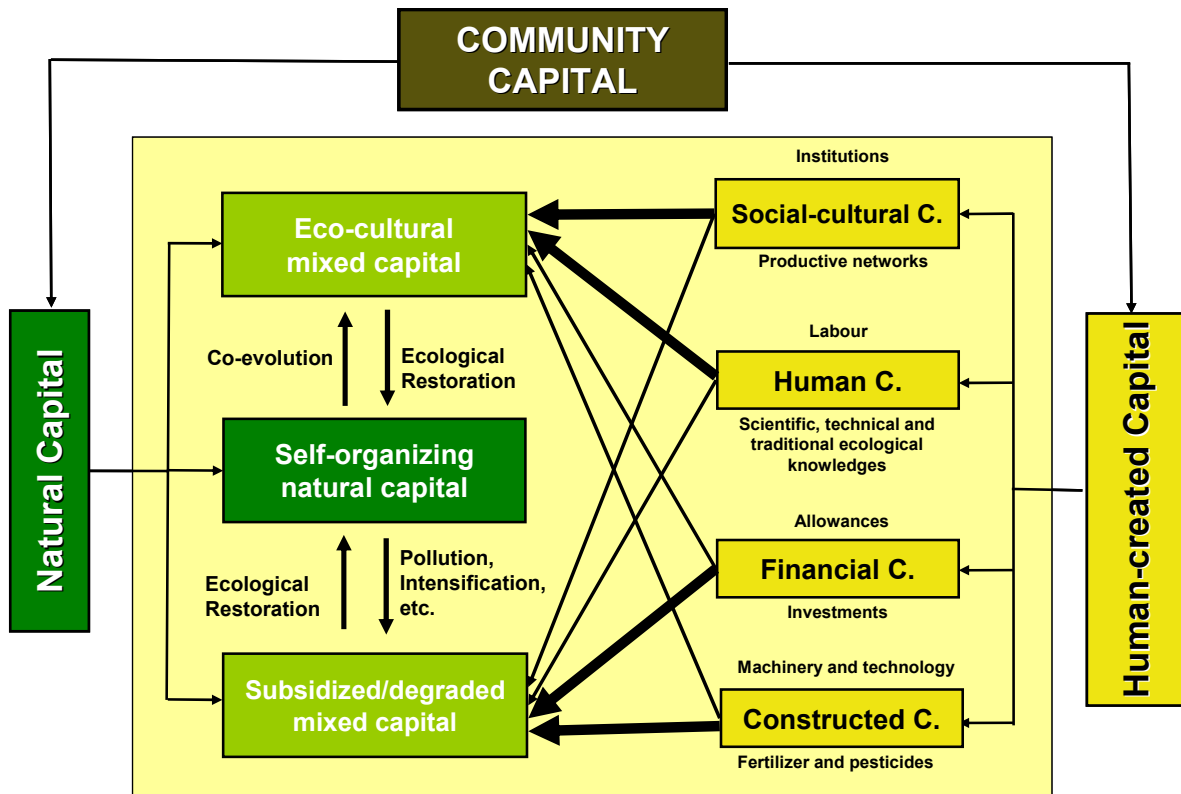 COMMUNITY
CAPITAL
Natural Capital
Eco-cultural
mixed capital
Co-evolution
Ecological
Restoration
Self-organizing
natural capital
Ecological
Restoration
Pollution,
Intensification,
etc.
Subsidized/degraded
mixed capital
Institutions
Social-cultural C.
Productive networks
Labour
Human C.
Scientific, technical and
traditional ecological
knowledges
Allowances
Financial C.
Investments
Machinery and technology
Constructed C.
Fertilizer and pesticides
Human-created Capital